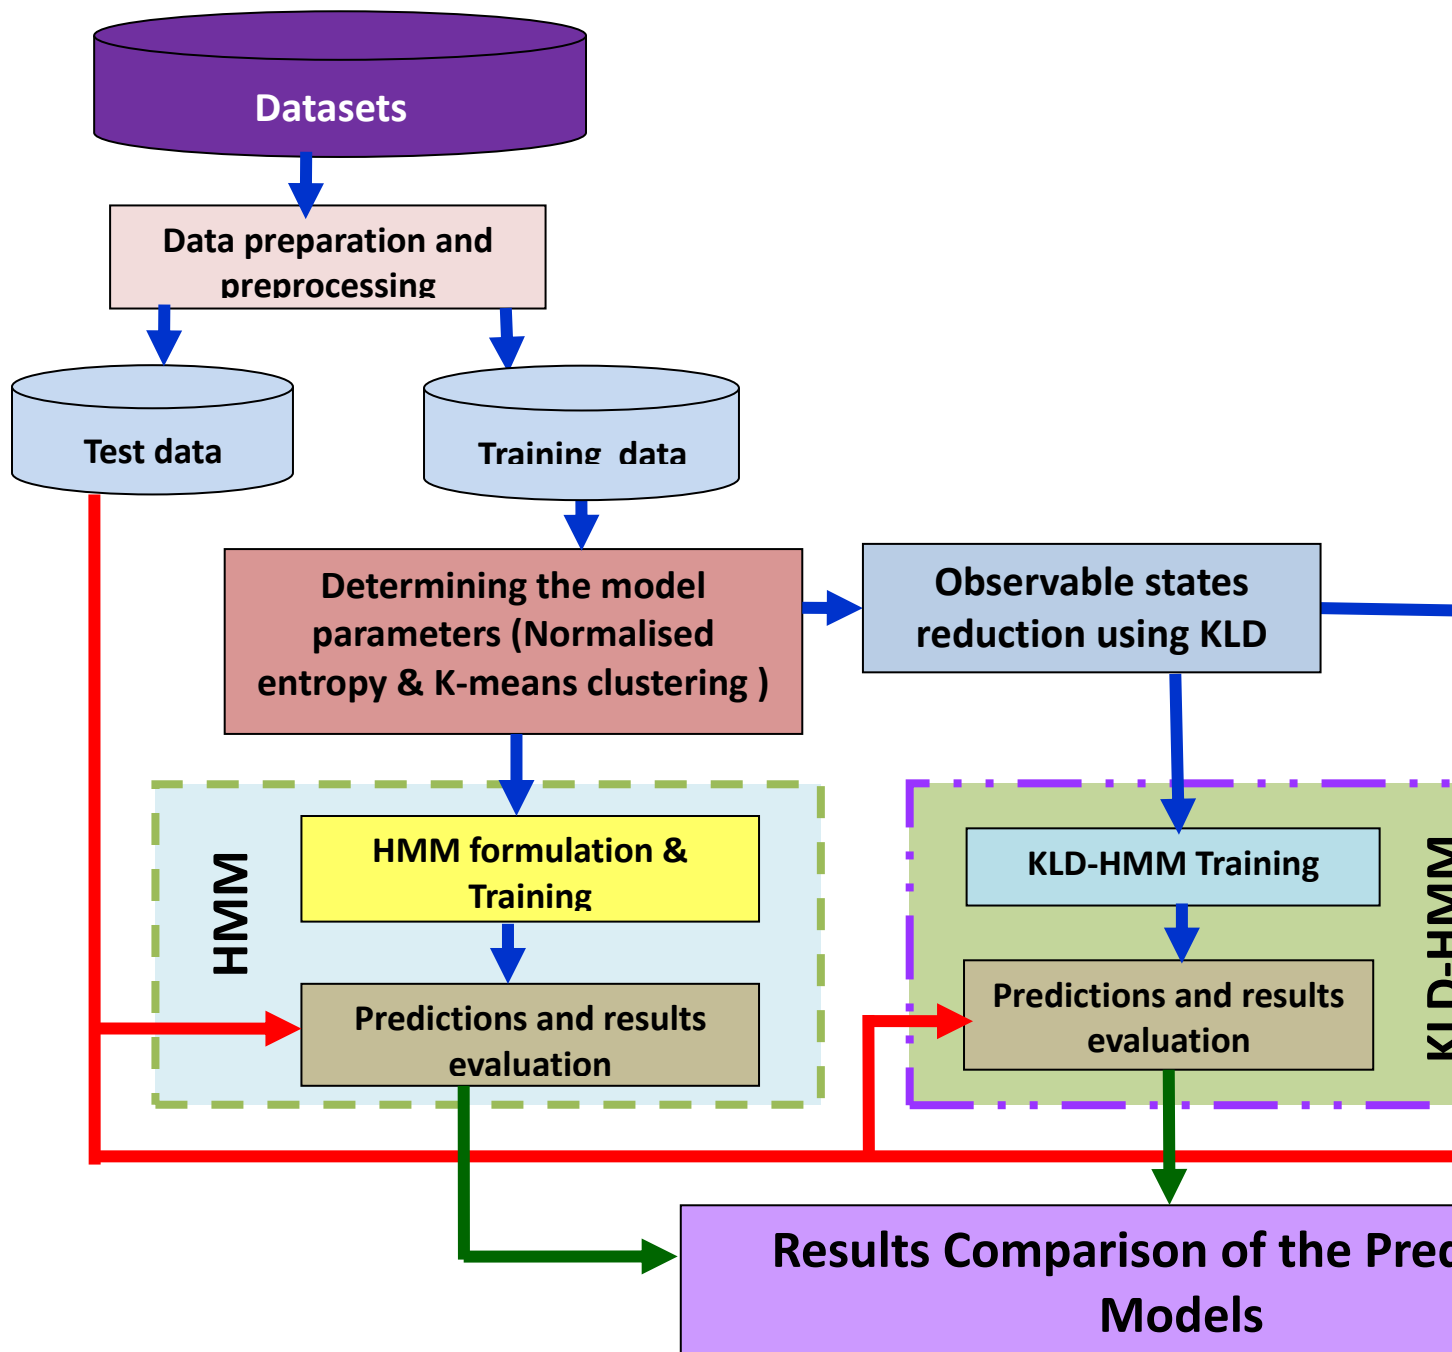 Datasets
Data preparation and
preprocessing
Test data
Training data
Determining the model
parameters (Normalised
entropy & K-means clustering )
Observable states
reduction using KLD
HMM
HMM formulation &
Training
Predictions and results
evaluation
KLD-HMM Training
Predictions and results
evaluation
KLD-HMM
Results Comparison of the
Models